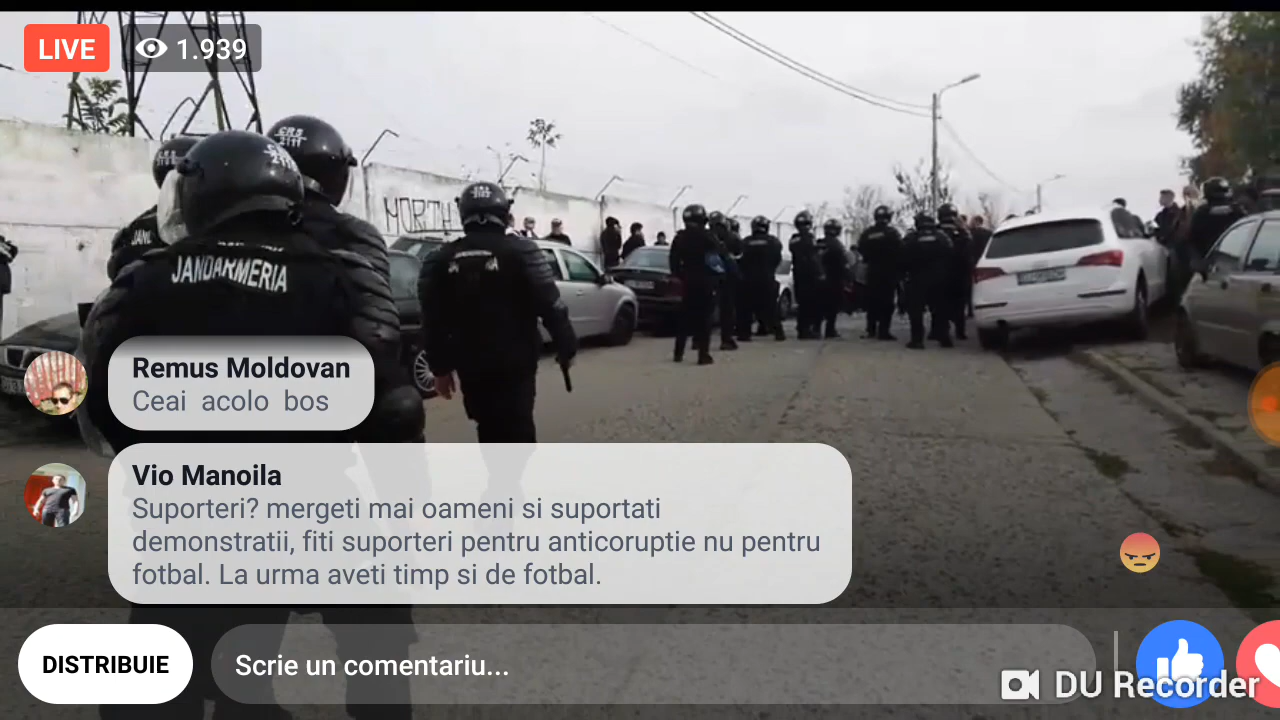 LIVE 1.939
CRS
2111
JANDARMERIA
Remus Moldovan
Ceai acolo bos
Vio Manoila
Suporteri? mergeti mai oameni si suportati
demonstratii, fiti suporteri pentru anticoruptie nu pentru
fotbal. La urma aveti timp si de fotbal.
DISTRIBUIE
Scrie un comentariu...
DU Recorder